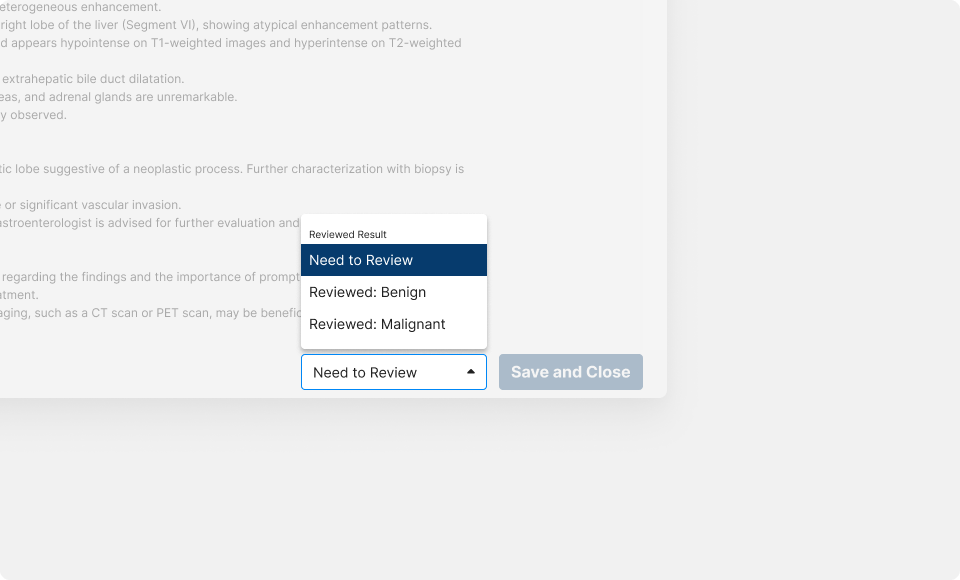 eterogeneous enhancement.
right lobe of the liver (Segment VI), showing atypical enhancement patterns.
d appears hypointense on T1-weighted images and hyperintense on T2-weighted
extrahepatic bile duct dilatation.
eas, and adrenal glands are unremarkable.
y observed.
tic lobe suggestive of a neoplastic process. Further characterization with biopsy is
e or significant vascular invasion.
astroenterologist is advised for further evaluation and
regarding the findings and the importance of prompt
atment.
aging, such as a CT scan or PET scan, may be benefic
Reviewed Result
Need to Review
Reviewed: Benign
Reviewed: Malignant
Need to Review
Save and Close